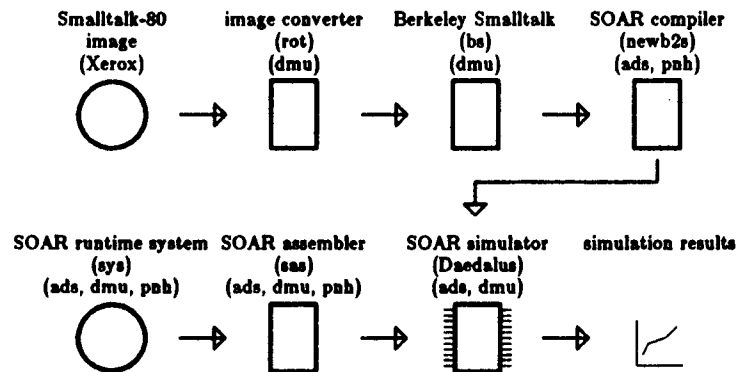 Smalltalk-80 image converter Berkeley Smalltalk SOAR compiler
image (rot) (bs) (newb2s)
(Xerox) (dmu) (dmu) (ads, pnh)
SOAR runtime system SOAR assembler SOAR simulator simulation results
(sys) (sas) (Daedalus)
(ads, dmu, pnh) (ads, dmu, pnh) (ads, dmu)